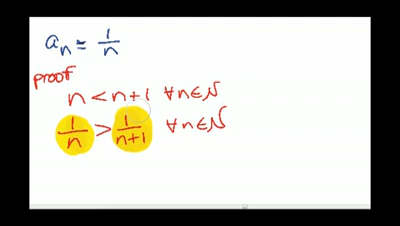 aₙ = 1/n
proof
n < n+1 ∀n∈N
1/n > 1/n+1 ∀n∈N